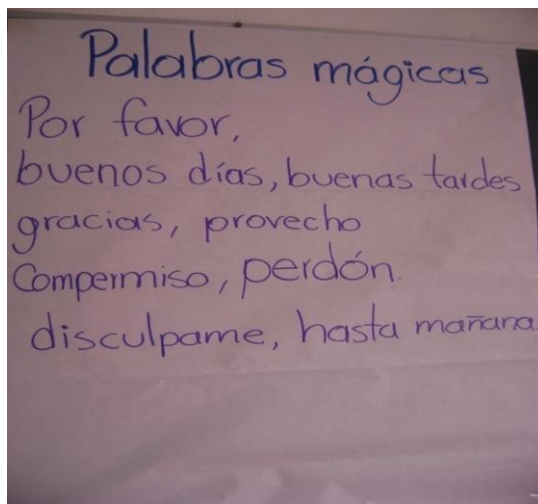 Palabras mágicas
Por favor,
buenos días, buenas tardes
gracias, provecho
Compermiso, perdón.
disculpame, hasta mañana